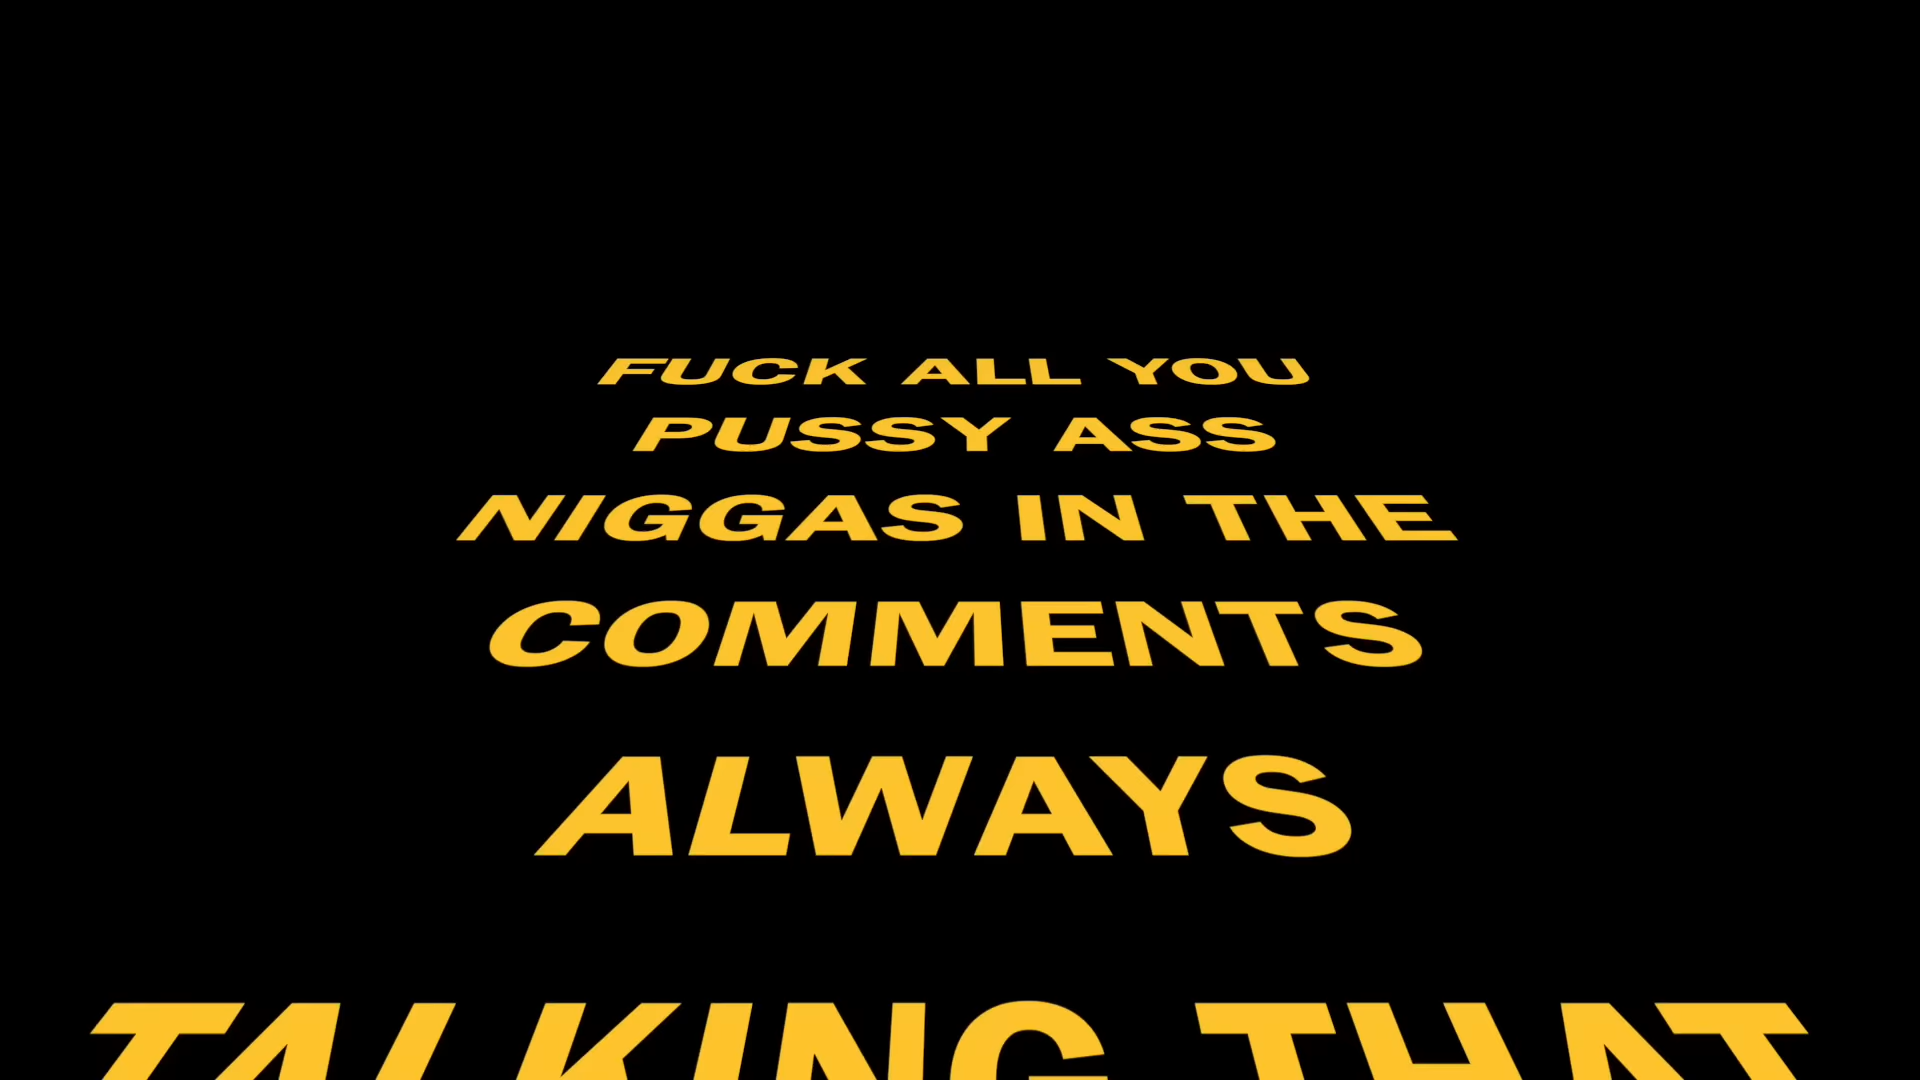 FUCK ALL YOU
PUSSY ASS
NIGGAS IN THE
COMMENTS
ALWAYS
TALKING THAT